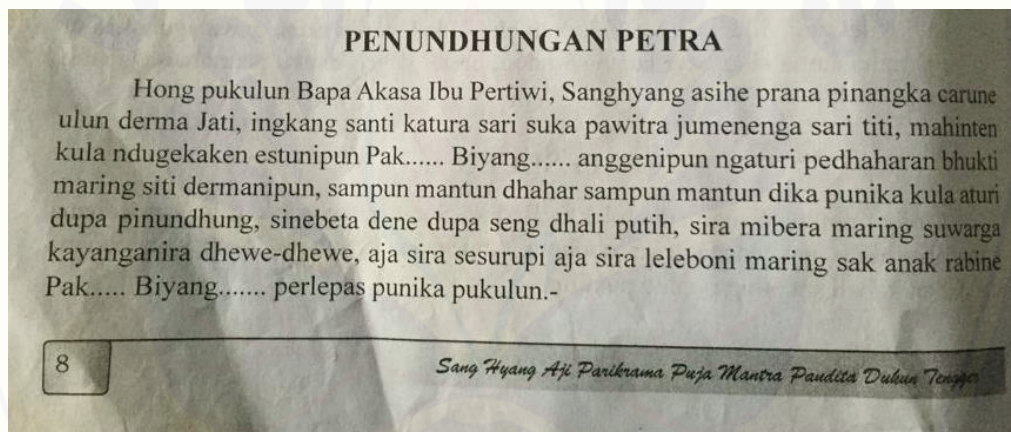 PENUNDHUNGAN PETRA
Hong pukulun Bapa Akasa Ibu Pertiwi, Sanghyang asihe prana pinangka carune
ulun derma Jati, ingkang santi katura sari suka pawitra jumenenga sari titi, mahinten
kula ndugekaken estunipun Pak...... Biyang...... anggenipun ngaturi pedhaharan bhukti
maring siti dermanipun, sampun mantun dhahar sampun mantun dika punika kula aturi
dupa pinundhung, sinebeta dene dupa seng dhali putih, sira mibera maring suwarga
kayanganira dhewe-dhewe, aja sira sesurupi aja sira leleboni maring sak anak rabine
Pak..... Biyang....... perlepas punika pukulun.-
8
Sang Hyang Aji Parikrama Puja Mantra Pandita Dukun Tengger